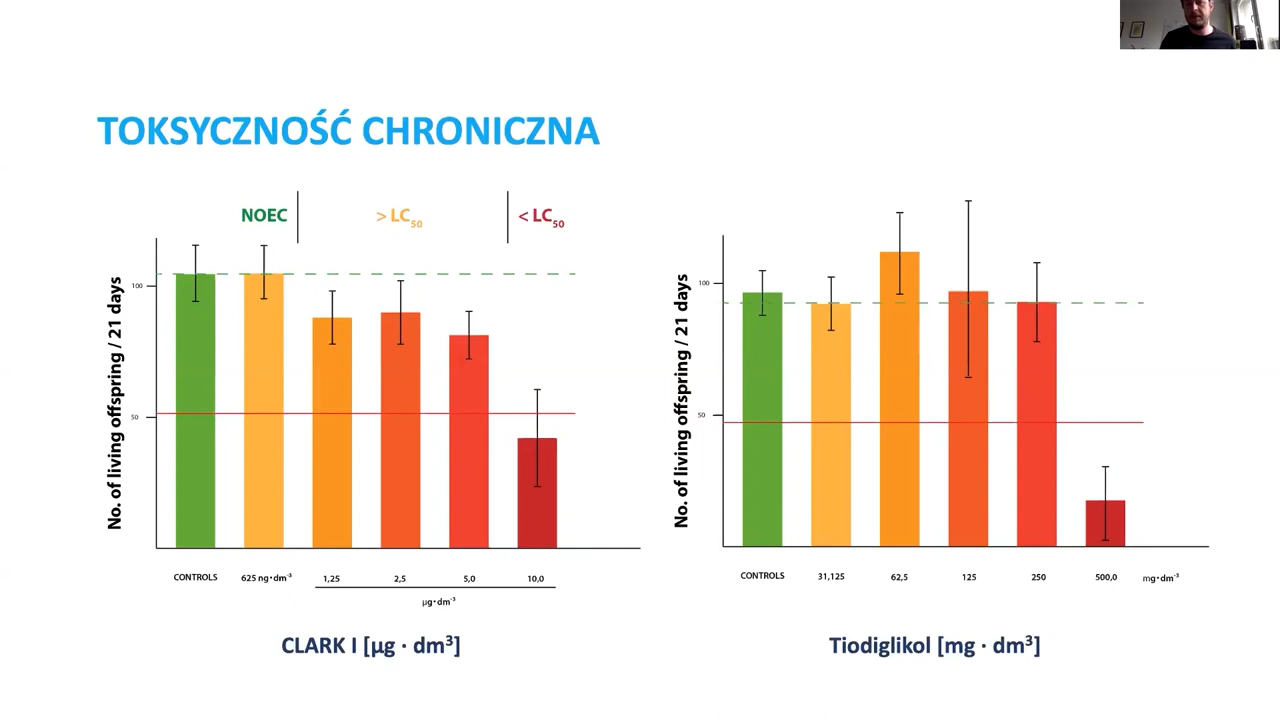 TOKSYCZNOŚĆ CHRONICZNA
NOEC
> LC50
< LC50
No. of living offspring / 21 days
100
50
CONTROLS 625 ng·dm-3 1,25 2,5 5,0 10,0
µg·dm-3
CLARK I [µg · dm3]
No. of living offspring / 21 days
100
50
CONTROLS 31,125 62,5 125 250 500,0 mg·dm-3
Tiodiglikol [mg · dm3]